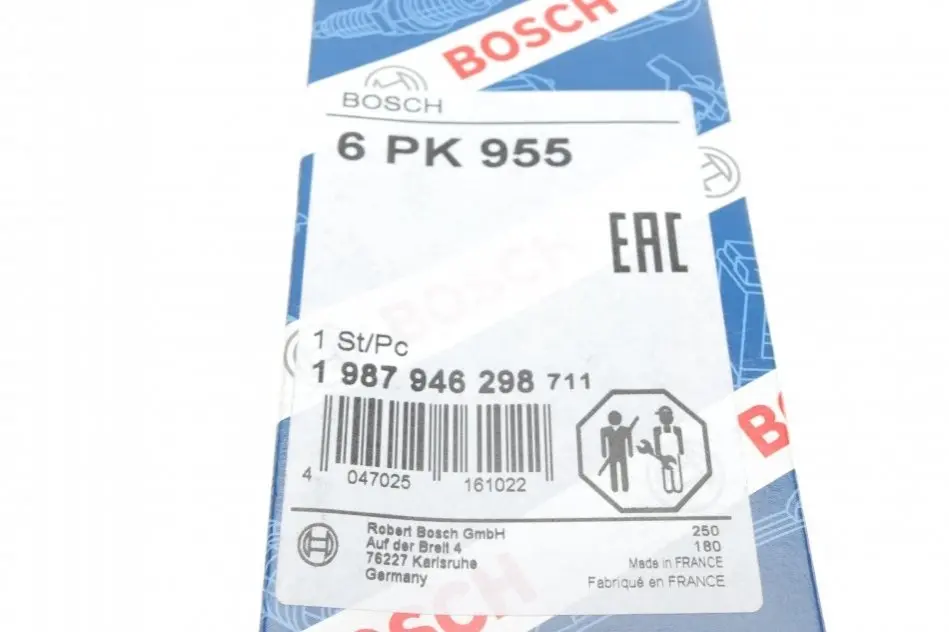 BOSCH
BOSCH
6 PK 955
EAC
BOSCH
1 St/Pc
1 987 946 298 711
4 047025 161022
BOSCH
Robert Bosch GmbH
Auf der Breit 4
76227 Karlsruhe
Germany
250
180
Made in FRANCE
Fabriqué en FRANCE
BOSCH